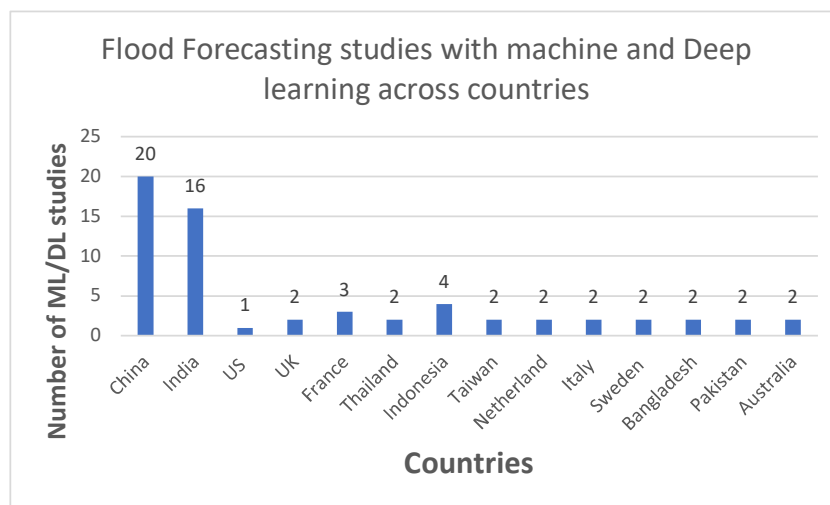 Flood Forecasting studies with machine and Deep
learning across countries
Number of ML/DL studies
25
20
15
10
5
0
20
16
1
2
3
2
4
2
2
2
2
2
2
2
China
India
US
UK
France
Thailand
Indonesia
Taiwan
Netherland
Italy
Sweden
Bangladesh
Pakistan
Australia
Countries